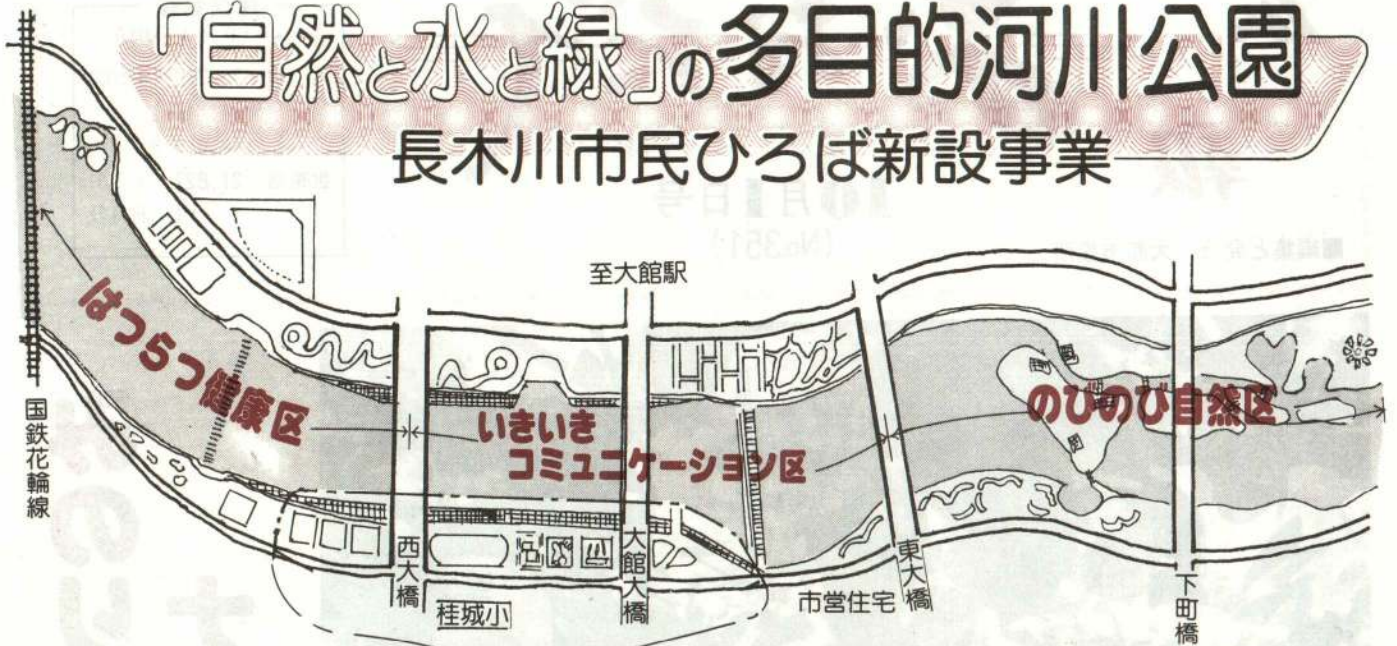 「自然と水と緑」の多目的河川公園
長木川市民ひろば新設事業
至大館駅
はつらつ健康区
いきいき
コミュニケーション区
のびのび自然区
国鉄花輪線
西大橋
桂城小
大館大橋
市営住宅
東大橋
下町橋
(No.351)